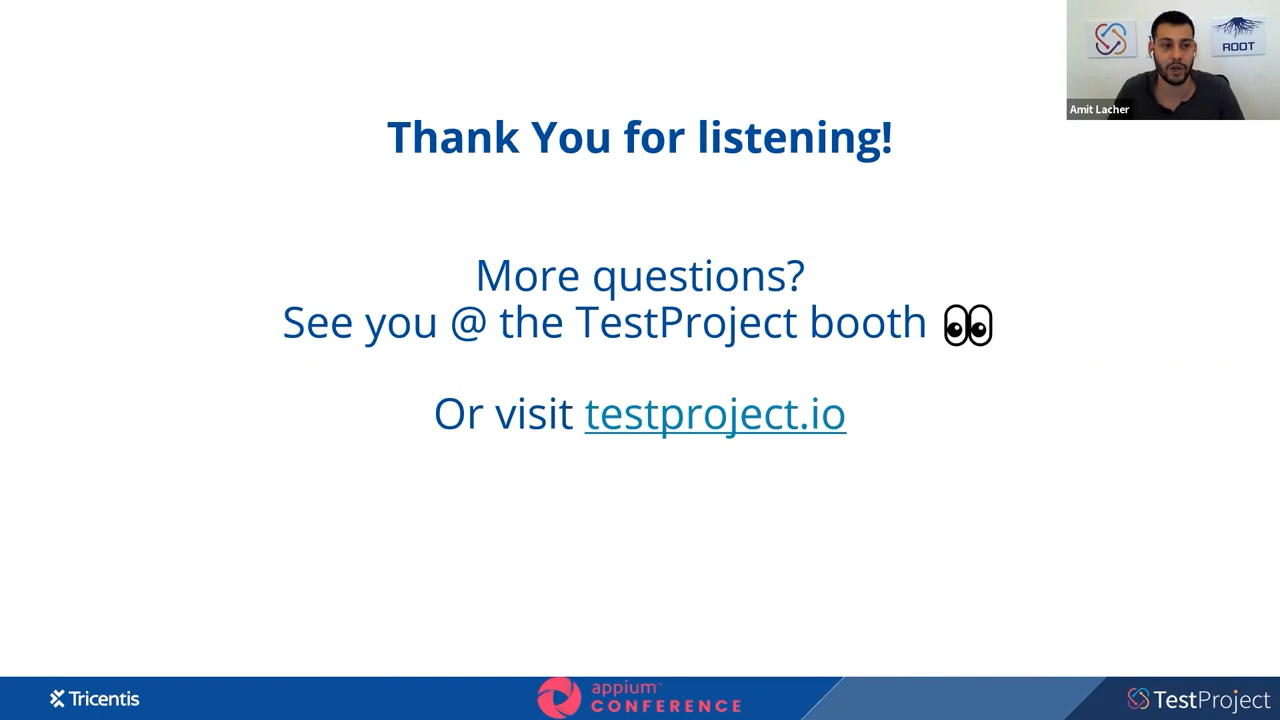 Thank You for listening!
More questions?
See you @ the TestProject booth 👀
Or visit testproject.io
ROOT
Amit Lacher
Tricentis
appium™
CONFERENCE
TestProject